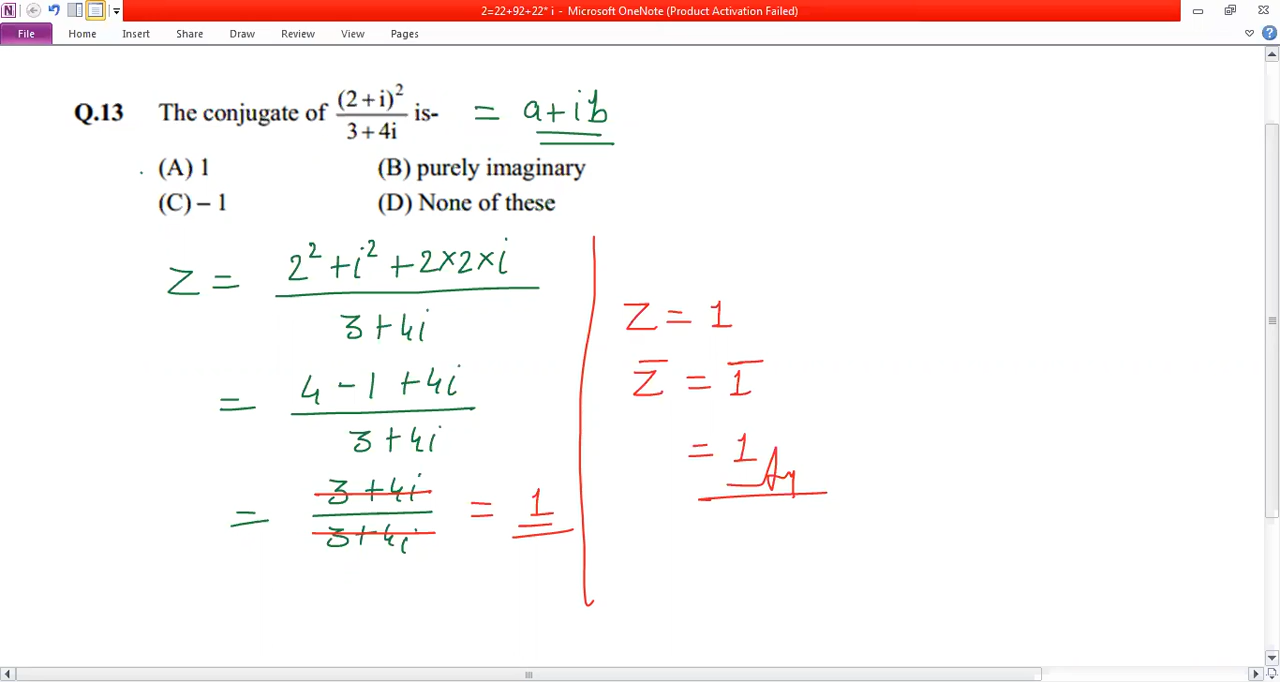 2=22+92+22* i - Microsoft OneNote (Product Activation Failed)
File Home Insert Share Draw Review View Pages
Q.13 The conjugate of (2+i)²/3+4i is- = a+ib
(A) 1 (B) purely imaginary
(C) – 1 (D) None of these
z = 2²+i²+2×2×i/3+4i
= 4-1+4i/3+4i
= 3+4i/3+4i = 1
z = 1
z̅ = 1̅
= 1